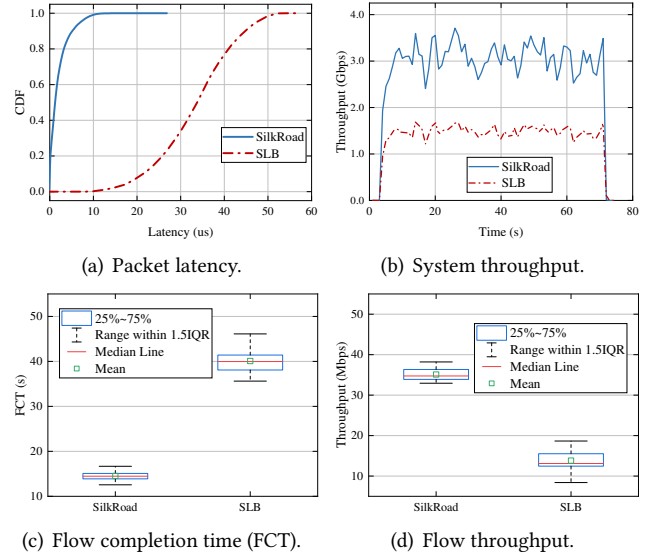 1.0
0.8
0.6
0.4
0.2
0.0
CDF
SilkRoad
SLB
0 10 20 30 40 50 60
Latency (us)
(a) Packet latency.
4.0
3.0
2.0
1.0
0.0
Throughput (Gbps)
SilkRoad
SLB
0 20 40 60 80
Time (s)
(b) System throughput.
50
40
30
20
10
FCT (s)
25%~75%
Range within 1.5IQR
Median Line
Mean
SilkRoad SLB
(c) Flow completion time (FCT).
50
40
30
20
10
Throughput (Mbps)
25%~75%
Range within 1.5IQR
Median Line
Mean
SilkRoad SLB
(d) Flow throughput.